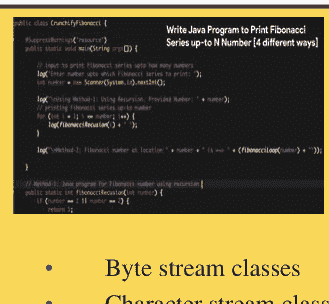 public class CrunchifyFibonacci {
Write Java Program to Print Fibonacci
Series up-to N Number [4 different ways]
@SuppressWarnings("resource")
public static void main(String args[]) {
// input to print Fibonacci series upto how many numbers
log("Enter number upto which Fibonacci series to print: ");
int number = new Scanner(System.in).nextInt();
log("\nUsing Method-1: Using Recursion. Provided Number: " + number);
// printing Fibonacci series upto number
for (int i = 1; i <= number; i++) {
log(fibonacciRecusion(i) + " ");
}
log("\nMethod-2: Fibonacci number at location " + number + " is ==> " + (fibonacciLoop(number) + ""));
}
// Method-1: Java program for Fibonacci number using recursion.
public static int fibonacciRecusion(int number) {
if (number == 1 || number == 2) {
return 1;
• Byte stream classes
• Character stream class